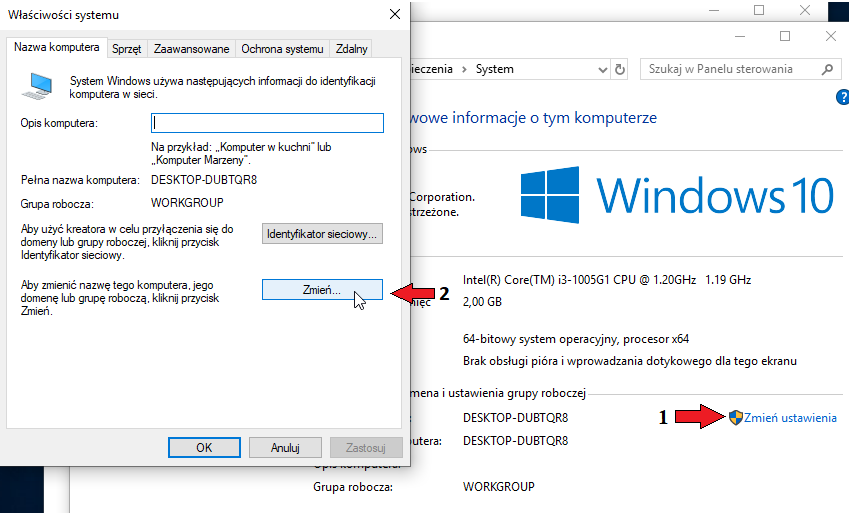 Właściwości systemu
Nazwa komputera
Sprzęt
Zaawansowane
Ochrona systemu
Zdalny
System Windows używa następujących informacji do identyfikacji
komputera w sieci.
Opis komputera:
Na przykład: „Komputer w kuchni” lub
„Komputer Marzeny”.
Pełna nazwa komputera:
DESKTOP-DUBTQR8
Grupa robocza:
WORKGROUP
Aby użyć kreatora w celu przyłączenia się do
domeny lub grupy roboczej, kliknij przycisk
Identyfikator sieciowy.
Identyfikator sieciowy...
Aby zmienić nazwę tego komputera, jego
domenę lub grupę roboczą, kliknij przycisk
Zmień.
Zmień...
2
OK
Anuluj
Zastosuj
ieczenia > System
Szukaj w Panelu sterowania
?
wowe informacje o tym komputerze
ows
Corporation.
strzeżone.
Windows 10
Intel(R) Core(TM) i3-1005G1 CPU @ 1.20GHz 1.19 GHz
ięć
2,00 GB
64-bitowy system operacyjny, procesor x64
Brak obsługi pióra i wprowadzania dotykowego dla tego ekranu
mena i ustawienia grupy roboczej
DESKTOP-DUBTQR8
1
Zmień ustawienia
utera:
DESKTOP-DUBTQR8
Opis komputera:
Grupa robocza:
WORKGROUP